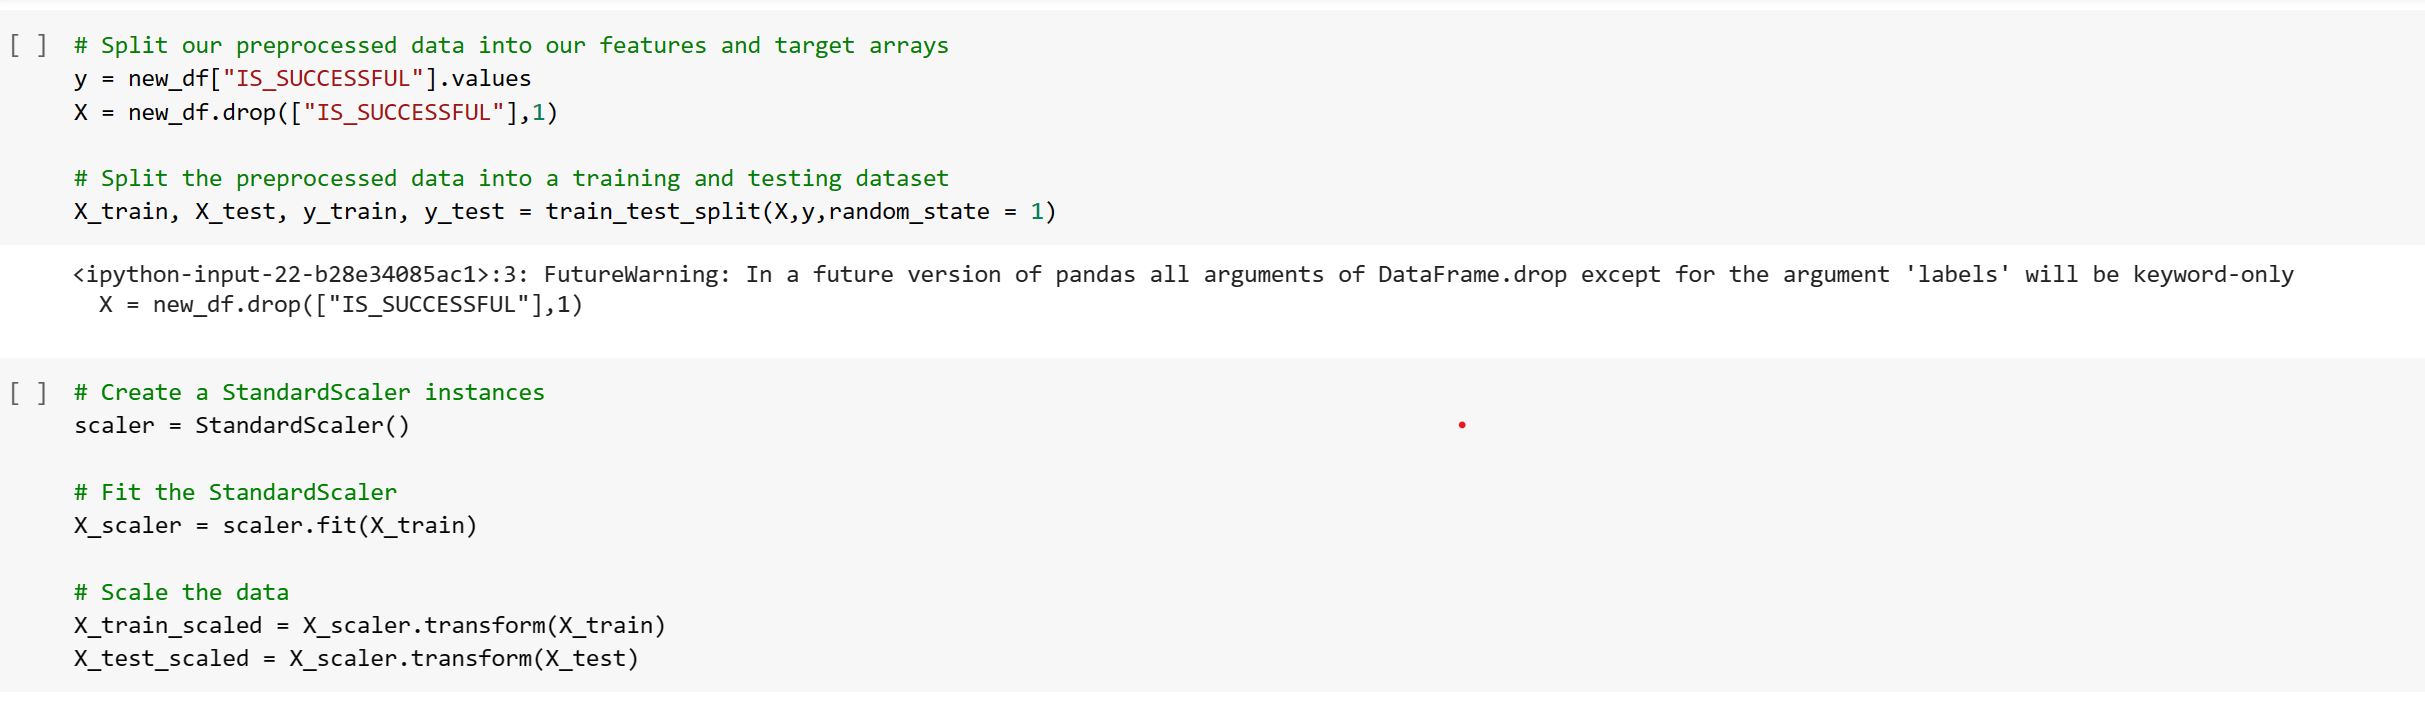 [ ] # Split our preprocessed data into our features and target arrays
y = new_df["IS_SUCCESSFUL"].values
X = new_df.drop(["IS_SUCCESSFUL"],1)
# Split the preprocessed data into a training and testing dataset
X_train, X_test, y_train, y_test = train_test_split(X,y,random_state = 1)
<ipython-input-22-b28e34085ac1>:3: FutureWarning: In a future version of pandas all arguments of DataFrame.drop except for the argument 'labels' will be keyword-only
X = new_df.drop(["IS_SUCCESSFUL"],1)
[ ] # Create a StandardScaler instances
scaler = StandardScaler()
# Fit the StandardScaler
X_scaler = scaler.fit(X_train)
# Scale the data
X_train_scaled = X_scaler.transform(X_train)
X_test_scaled = X_scaler.transform(X_test)